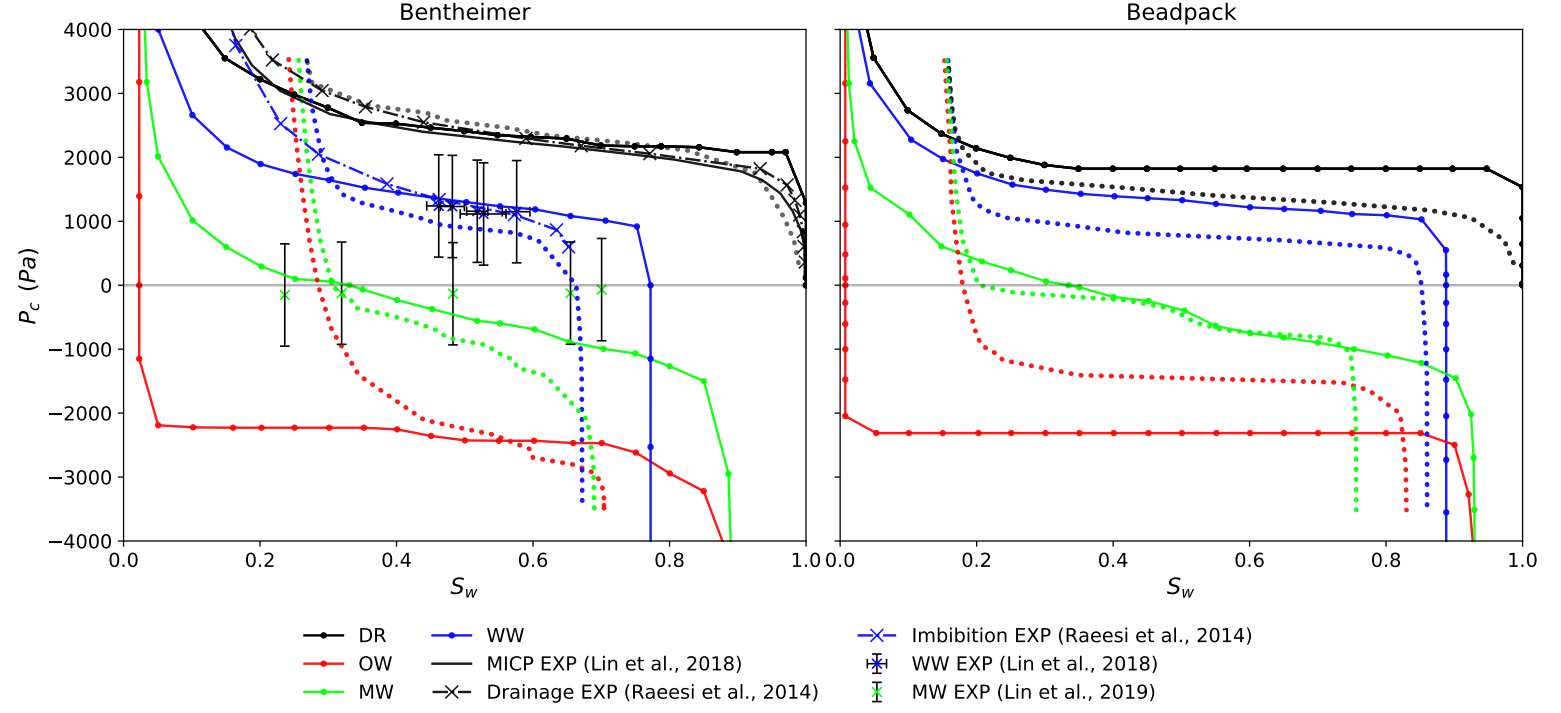 Bentheimer
Beadpack
4000
3000
2000
1000
0
−1000
−2000
−3000
−4000
P_c (Pa)
0.0 0.2 0.4 0.6 0.8 1.0
0.0 0.2 0.4 0.6 0.8 1.0
S_w
S_w
DR
OW
MW
WW
MICP EXP (Lin et al., 2018)
Drainage EXP (Raeesi et al., 2014)
Imbibition EXP (Raeesi et al., 2014)
WW EXP (Lin et al., 2018)
MW EXP (Lin et al., 2019)